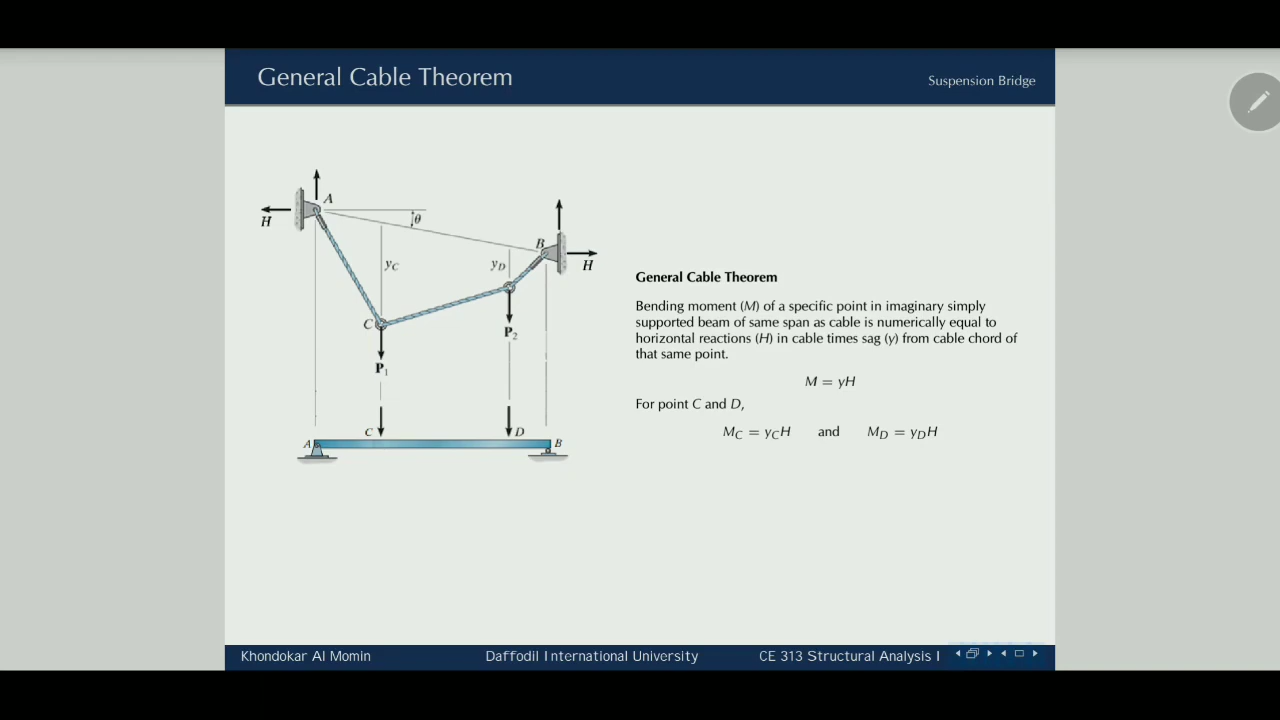 General Cable Theorem
Suspension Bridge
A
H
θ
B
H
yC
yD
C
P2
P1
General Cable Theorem
Bending moment (M) of a specific point in imaginary simply
supported beam of same span as cable is numerically equal to
horizontal reactions (H) in cable times sag (y) from cable chord of
that same point.
M = yH
For point C and D,
MC = yCH and MD = yDH
C
D
A
B
Khondokar Al Momin
Daffodil International University
CE 313 Structural Analysis I